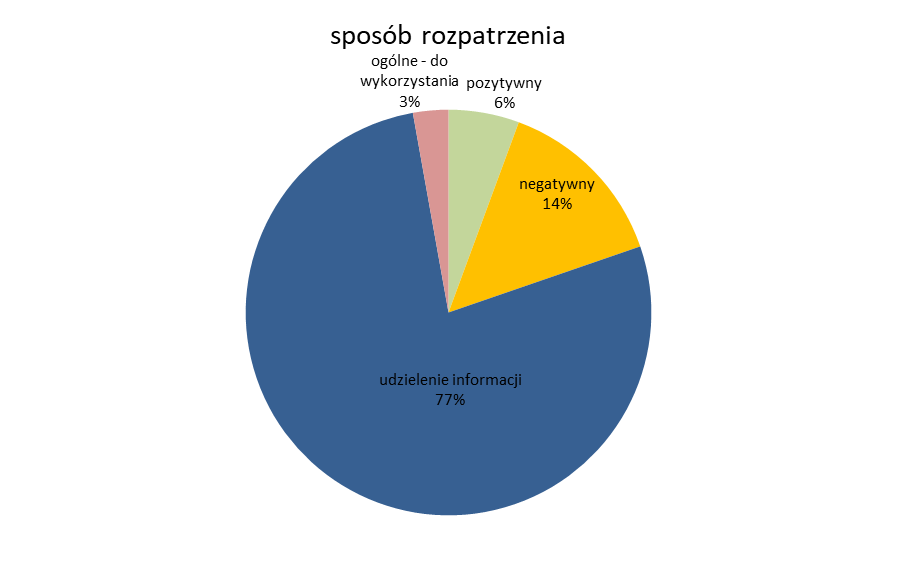 sposób rozpatrzenia
ogólne - do
wykorzystania
3%
pozytywny
6%
negatywny
14%
udzielenie informacji
77%